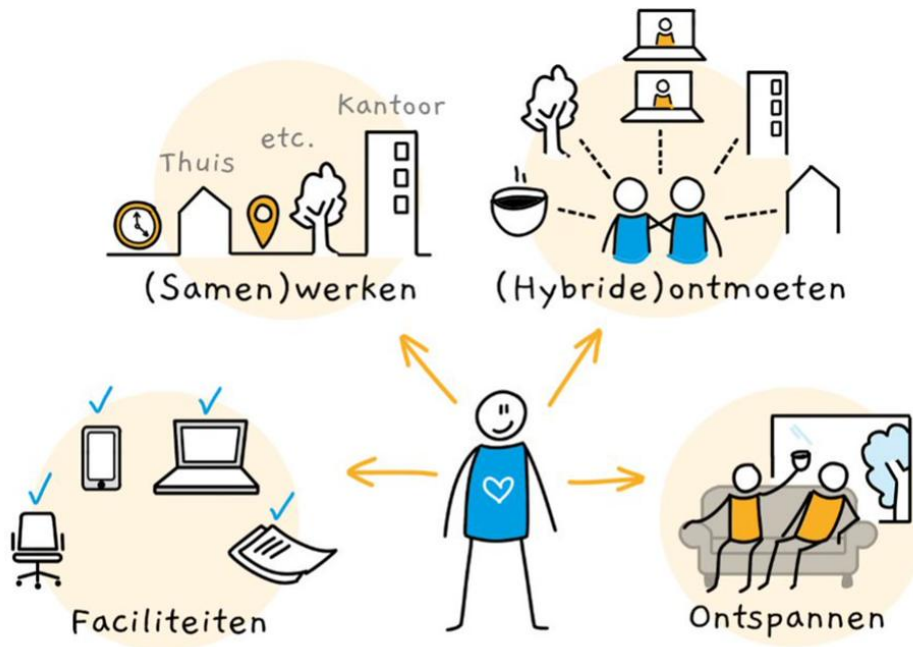 Thuis
etc.
Kantoor
(Samen)werken
(Hybride)ontmoeten
Faciliteiten
Ontspannen